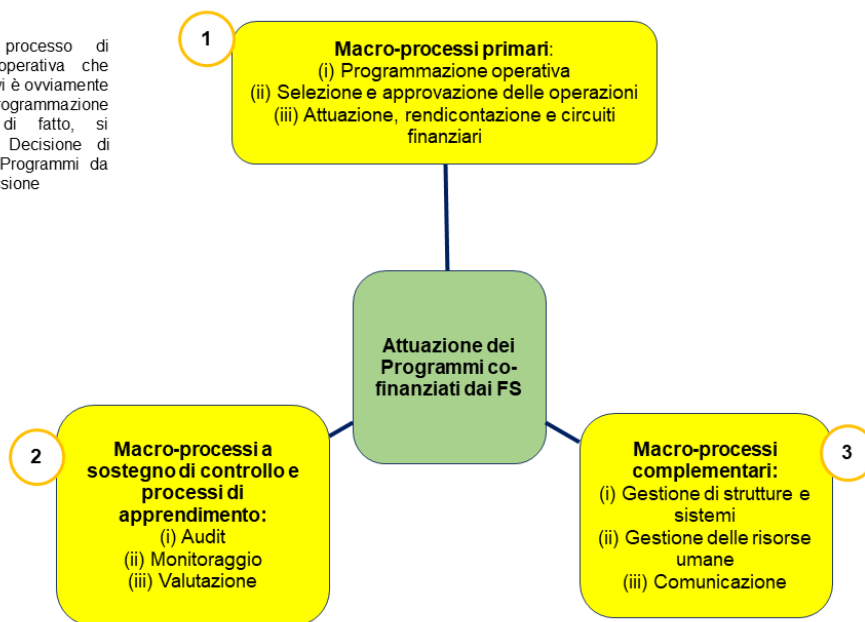 processo di
operativa che
vi è ovviamente
rogrammazione
di fatto, si
Decisione di
Programmi da
ssione
1
Macro-processi primari:
(i) Programmazione operativa
(ii) Selezione e approvazione delle operazioni
(iii) Attuazione, rendicontazione e circuiti
finanziari
Attuazione dei
Programmi co-
finanziati dai FS
2
Macro-processi a
sostegno di controllo e
processi di
apprendimento:
(i) Audit
(ii) Monitoraggio
(iii) Valutazione
Macro-processi
complementari:
(i) Gestione di strutture e
sistemi
(ii) Gestione delle risorse
umane
(iii) Comunicazione
3